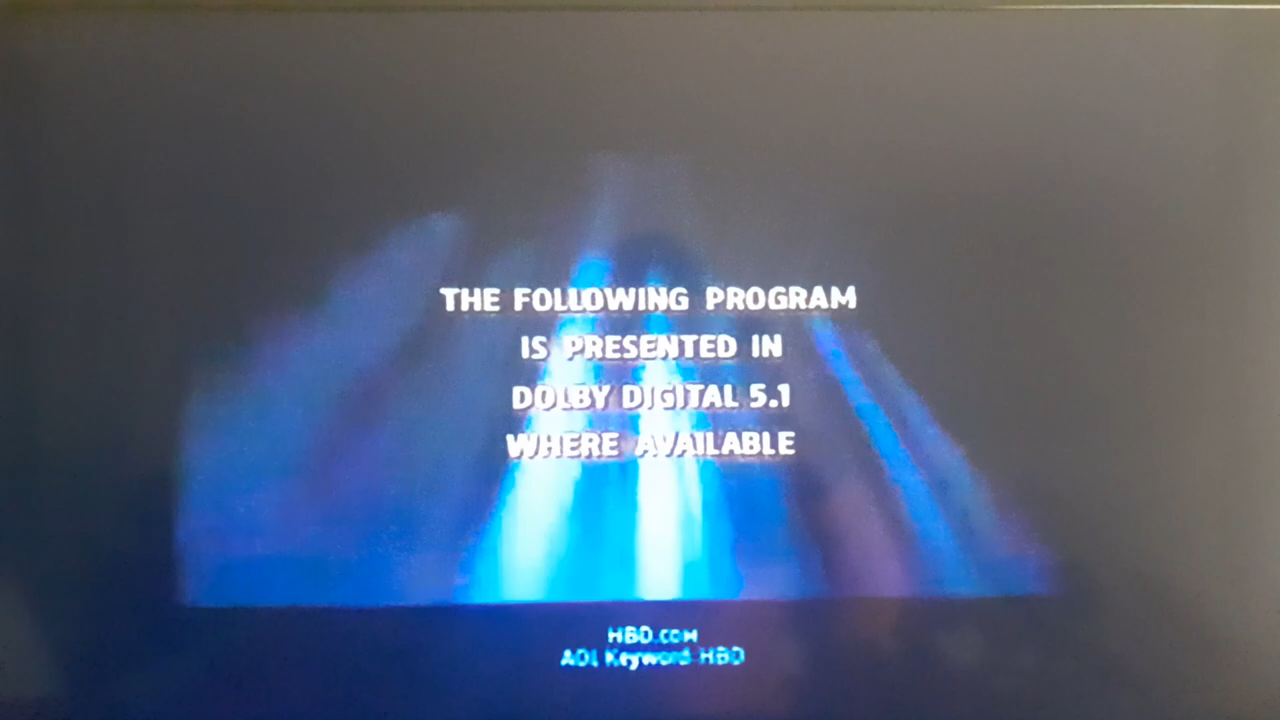 THE FOLLOWING PROGRAM
IS PRESENTED IN
DOLBY DIGITAL 5.1
WHERE AVAILABLE
HBO.COM
AOL Keyword: HBO